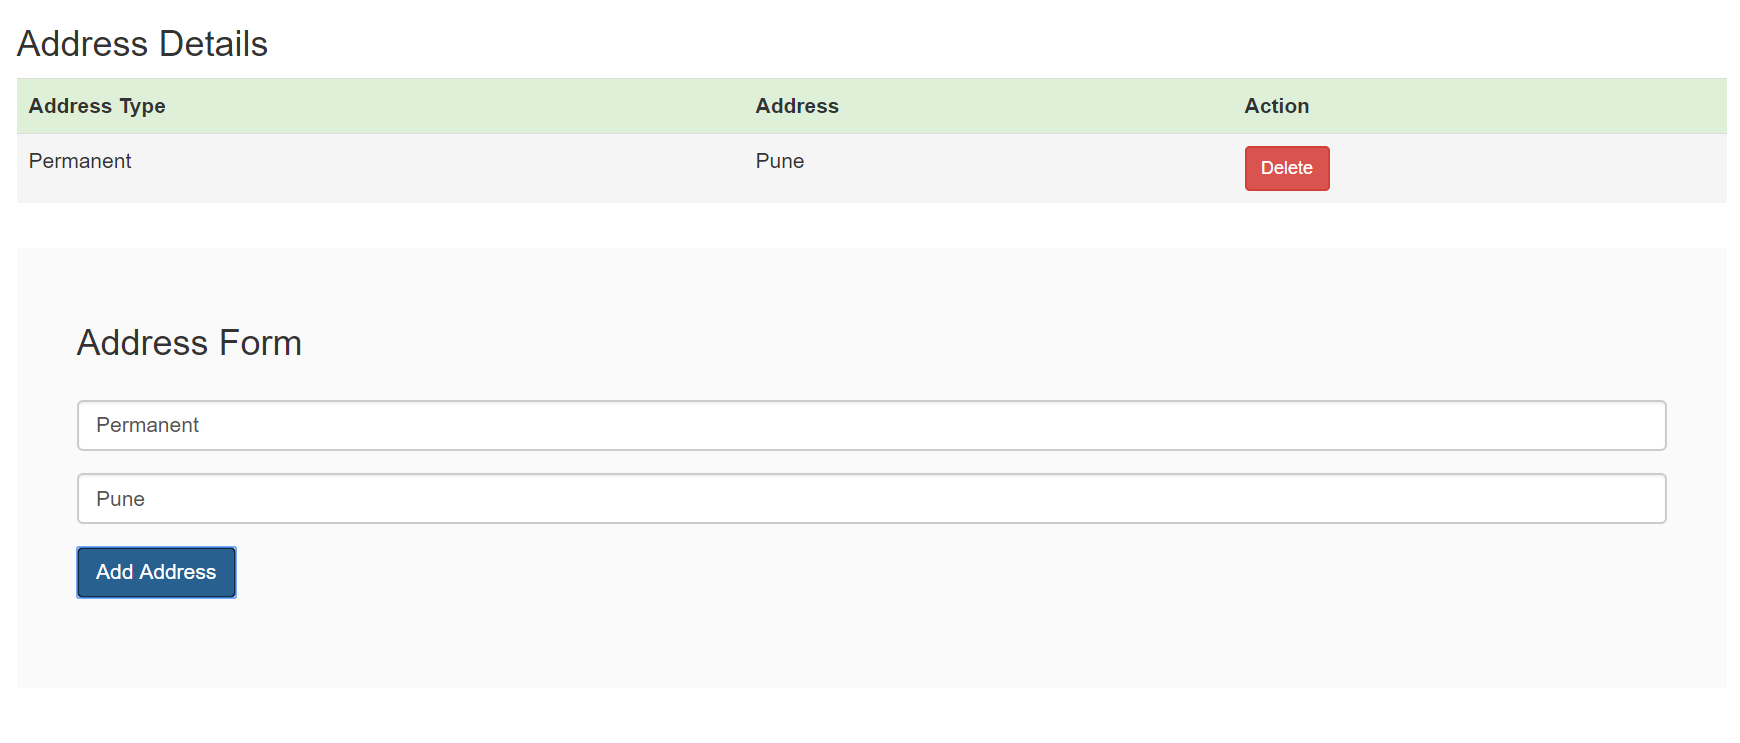 Address Details
Address Type Address Action
Permanent Pune Delete
Address Form
Permanent
Pune
Add Address